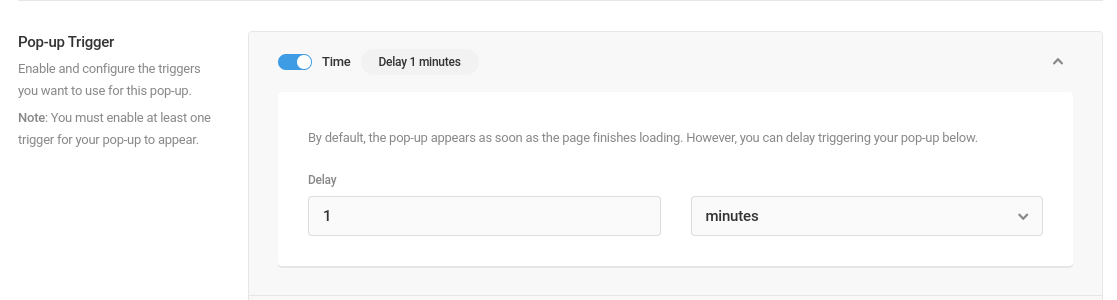 Pop-up Trigger
Enable and configure the triggers
you want to use for this pop-up.
Note: You must enable at least one
trigger for your pop-up to appear.
Time
Delay 1 minutes
By default, the pop-up appears as soon as the page finishes loading. However, you can delay triggering your pop-up below.
Delay
1
minutes